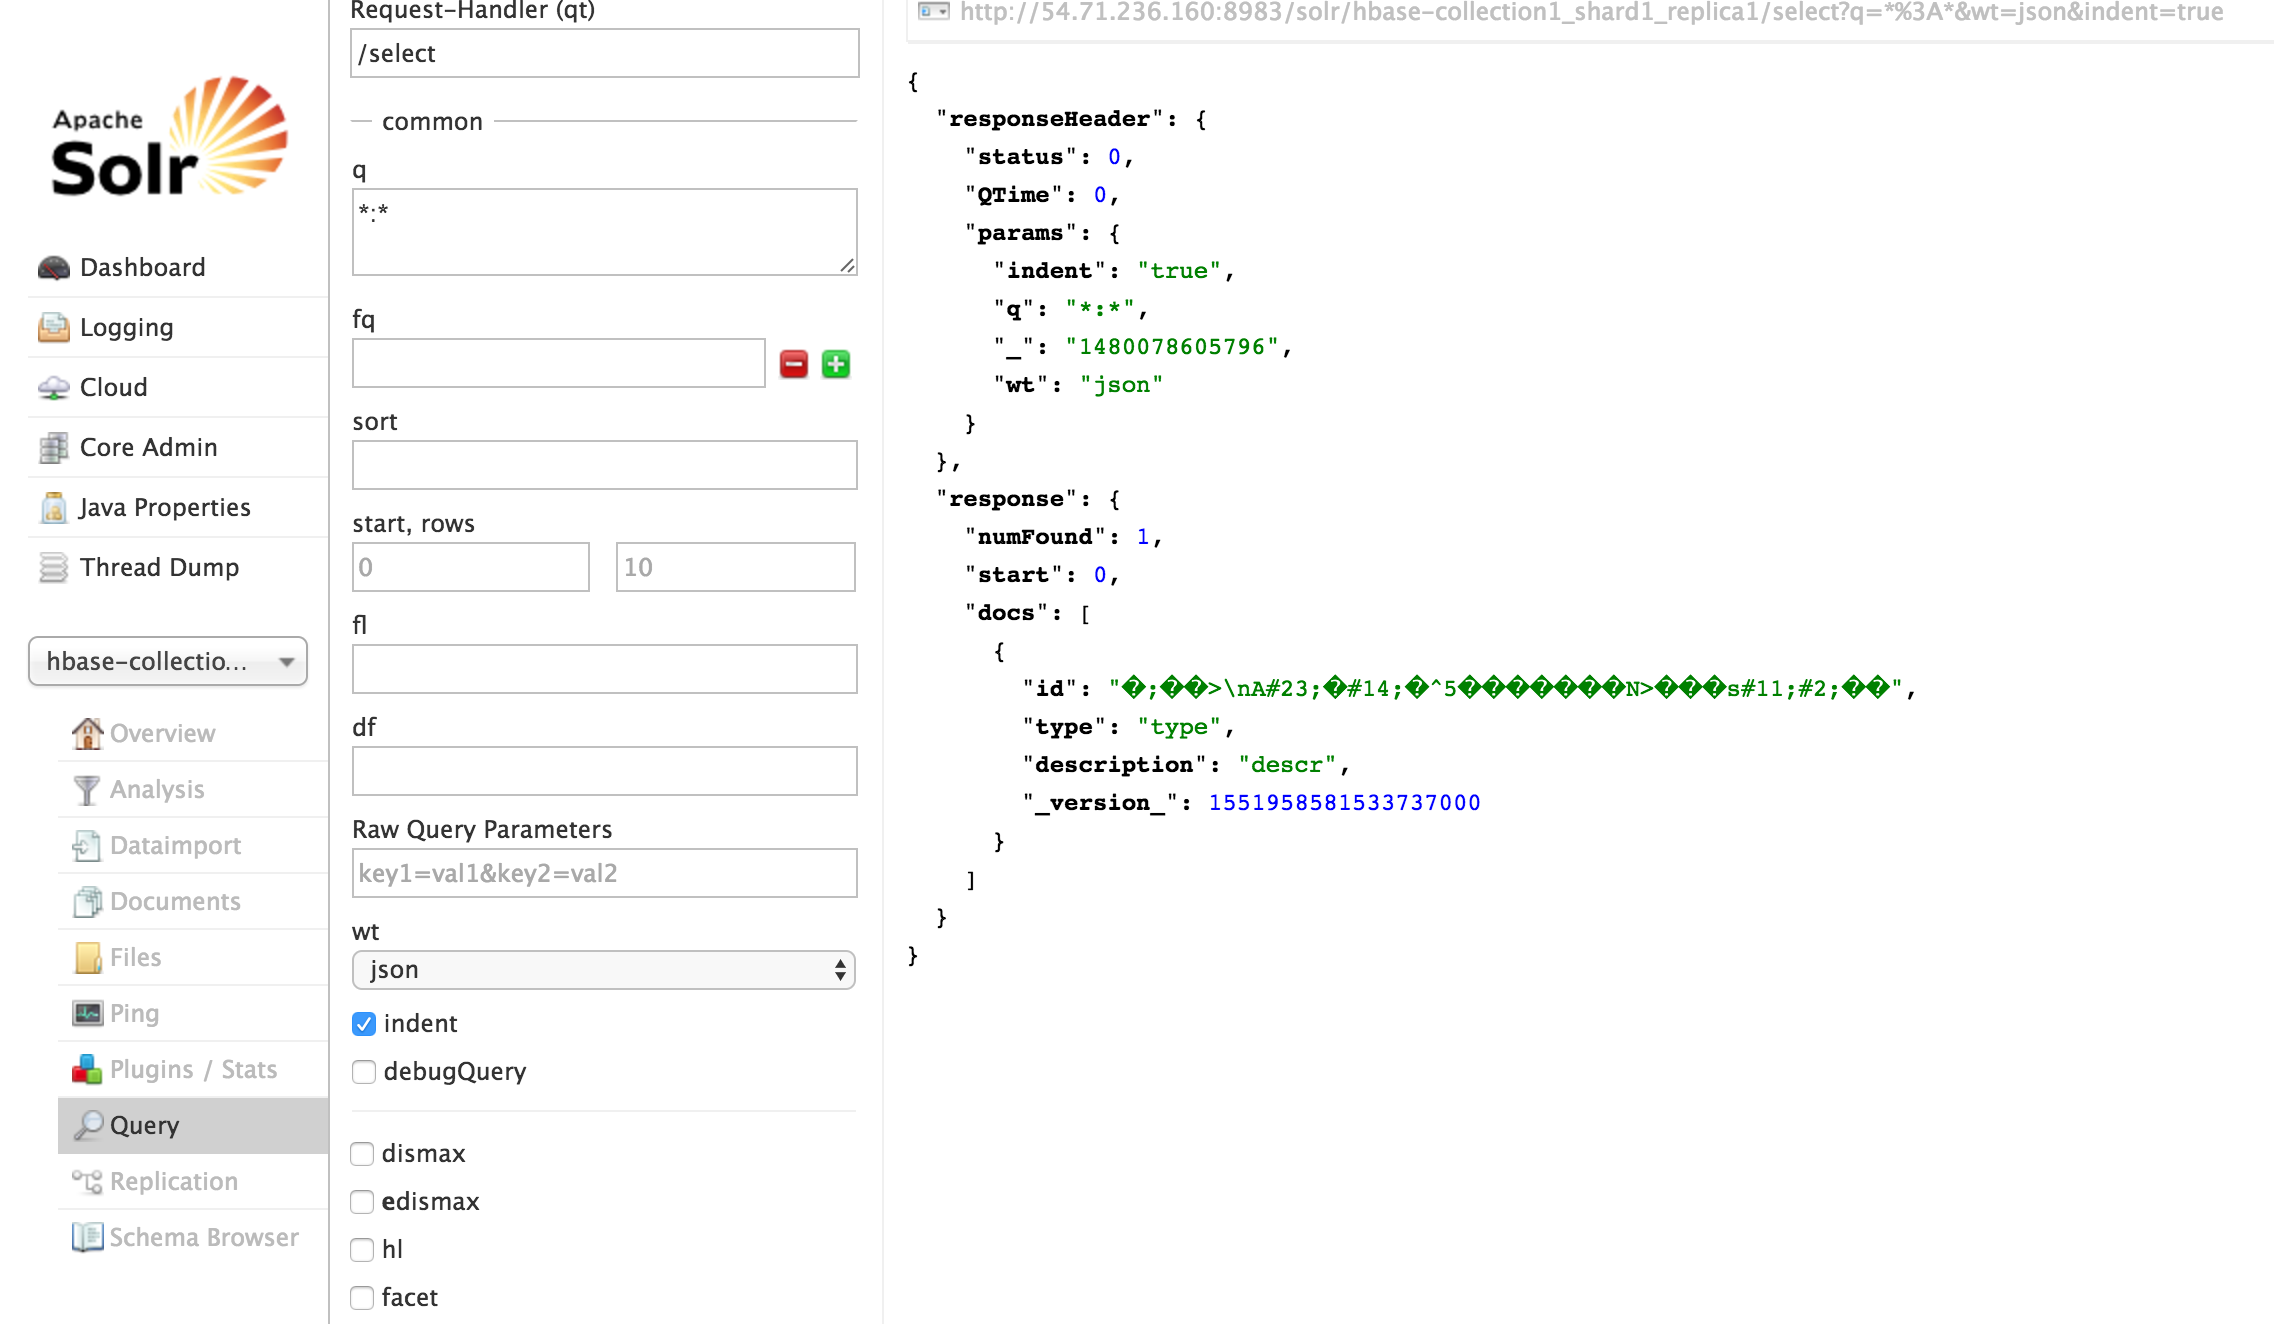 Apache
Solr
Dashboard
Logging
Cloud
Core Admin
Java Properties
Thread Dump
hbase-collectio...
Overview
Analysis
Dataimport
Documents
Files
Ping
Plugins / Stats
Query
Replication
Schema Browser
Request-Handler (qt)
/select
common
q
*:*
fq
sort
start, rows
0 10
fl
df
Raw Query Parameters
key1=val1&key2=val2
wt
json
indent
debugQuery
dismax
edismax
hl
facet
http://54.71.236.160:8983/solr/hbase-collection1_shard1_replica1/select?q=*%3A*&wt=json&indent=true
{
"responseHeader": {
"status": 0,
"QTime": 0,
"params": {
"indent": "true",
"q": "*:*",
"_": "1480078605796",
"wt": "json"
}
},
"response": {
"numFound": 1,
"start": 0,
"docs": [
{
"id": "�;��>\nA#23;�#14;�^5�������N>���s#11;#2;��",
"type": "type",
"description": "descr",
"_version_": 1551958581533737000
}
]
}
}